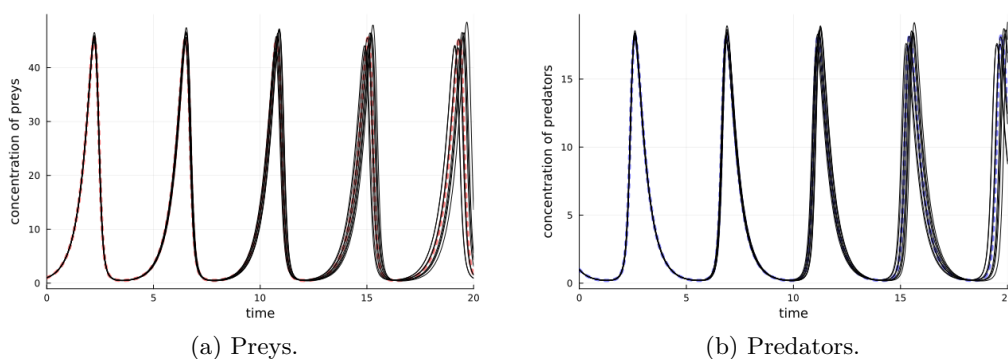 concentration of preys
40
30
20
10
0
0 5 10 15 20
time
(a) Preys.
concentration of predators
15
10
5
0
0 5 10 15 20
time
(b) Predators.